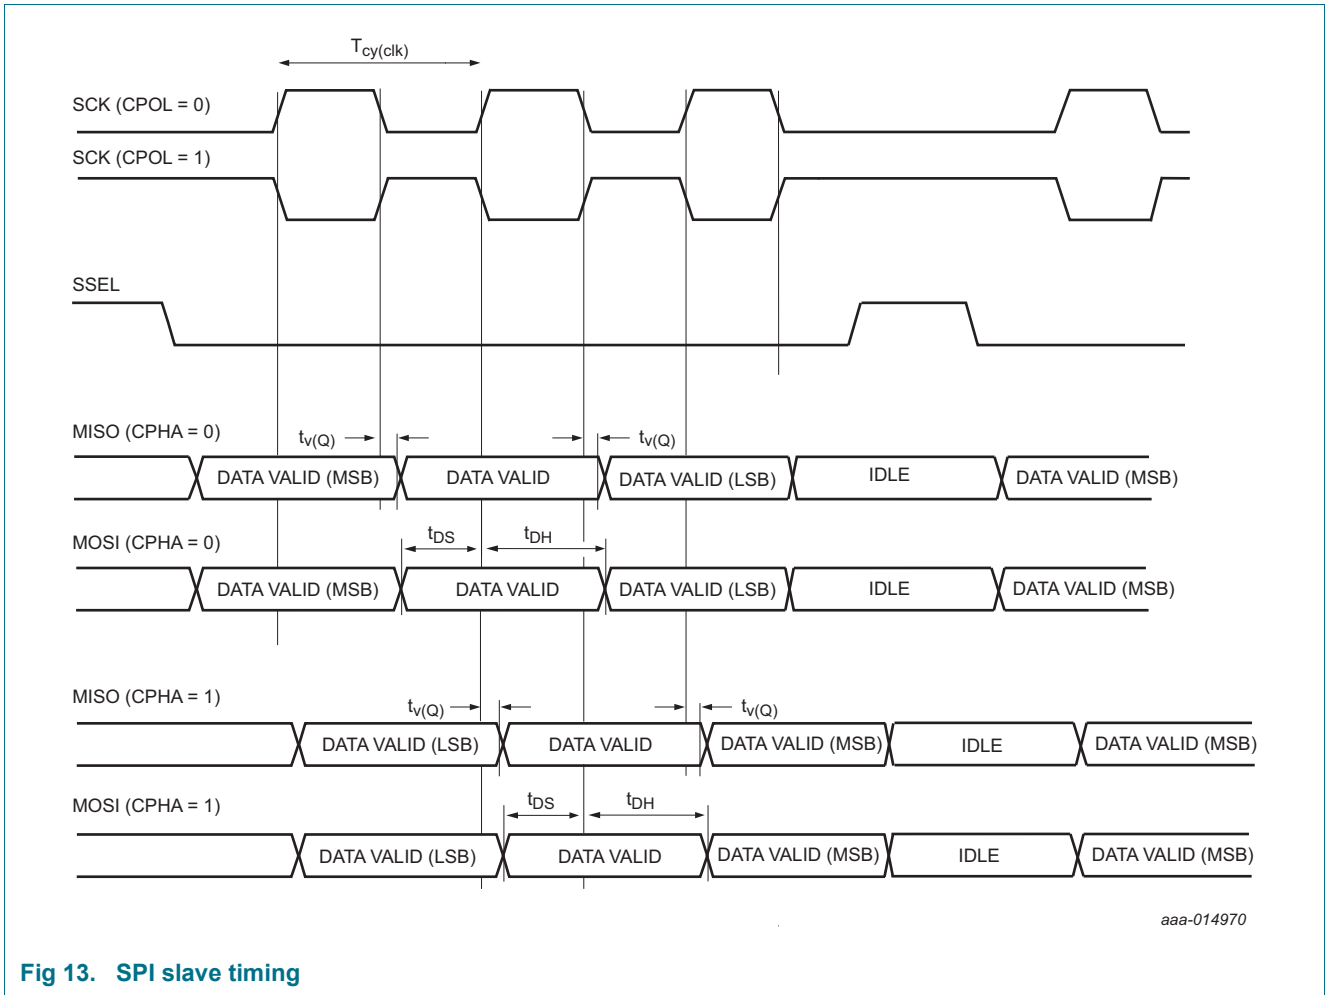 Tcy(clk)
SCK (CPOL = 0)
SCK (CPOL = 1)
SSEL
MISO (CPHA = 0)
tv(Q) tv(Q)
DATA VALID (MSB) DATA VALID DATA VALID (LSB) IDLE DATA VALID (MSB)
MOSI (CPHA = 0)
tDS tDH
DATA VALID (MSB) DATA VALID DATA VALID (LSB) IDLE DATA VALID (MSB)
MISO (CPHA = 1)
tv(Q) tv(Q)
DATA VALID (LSB) DATA VALID DATA VALID (MSB) IDLE DATA VALID (MSB)
MOSI (CPHA = 1)
tDS tDH
DATA VALID (LSB) DATA VALID DATA VALID (MSB) IDLE DATA VALID (MSB)
aaa-014970
Fig 13. SPI slave timing